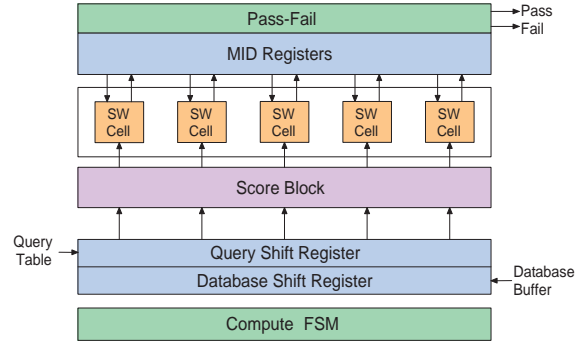 Pass-Fail
Pass
Fail
MID Registers
SW Cell
SW Cell
SW Cell
SW Cell
SW Cell
Score Block
Query Table
Query Shift Register
Database Shift Register
Database Buffer
Compute FSM